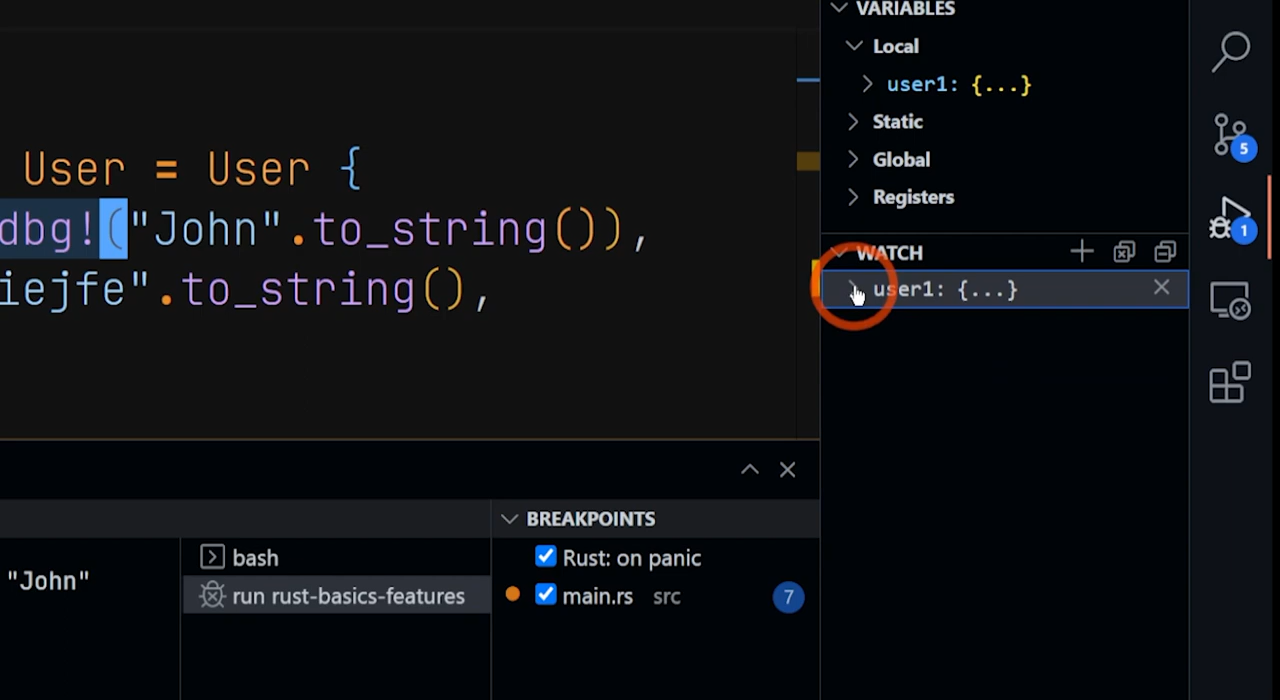 User = User {
dbg!("John".to_string()),
iejfe".to_string(),
VARIABLES
Local
user1: {...}
Static
Global
Registers
WATCH
user1: {...}
5
1
"John"
bash
run rust-basics-features
BREAKPOINTS
Rust: on panic
main.rs src 7